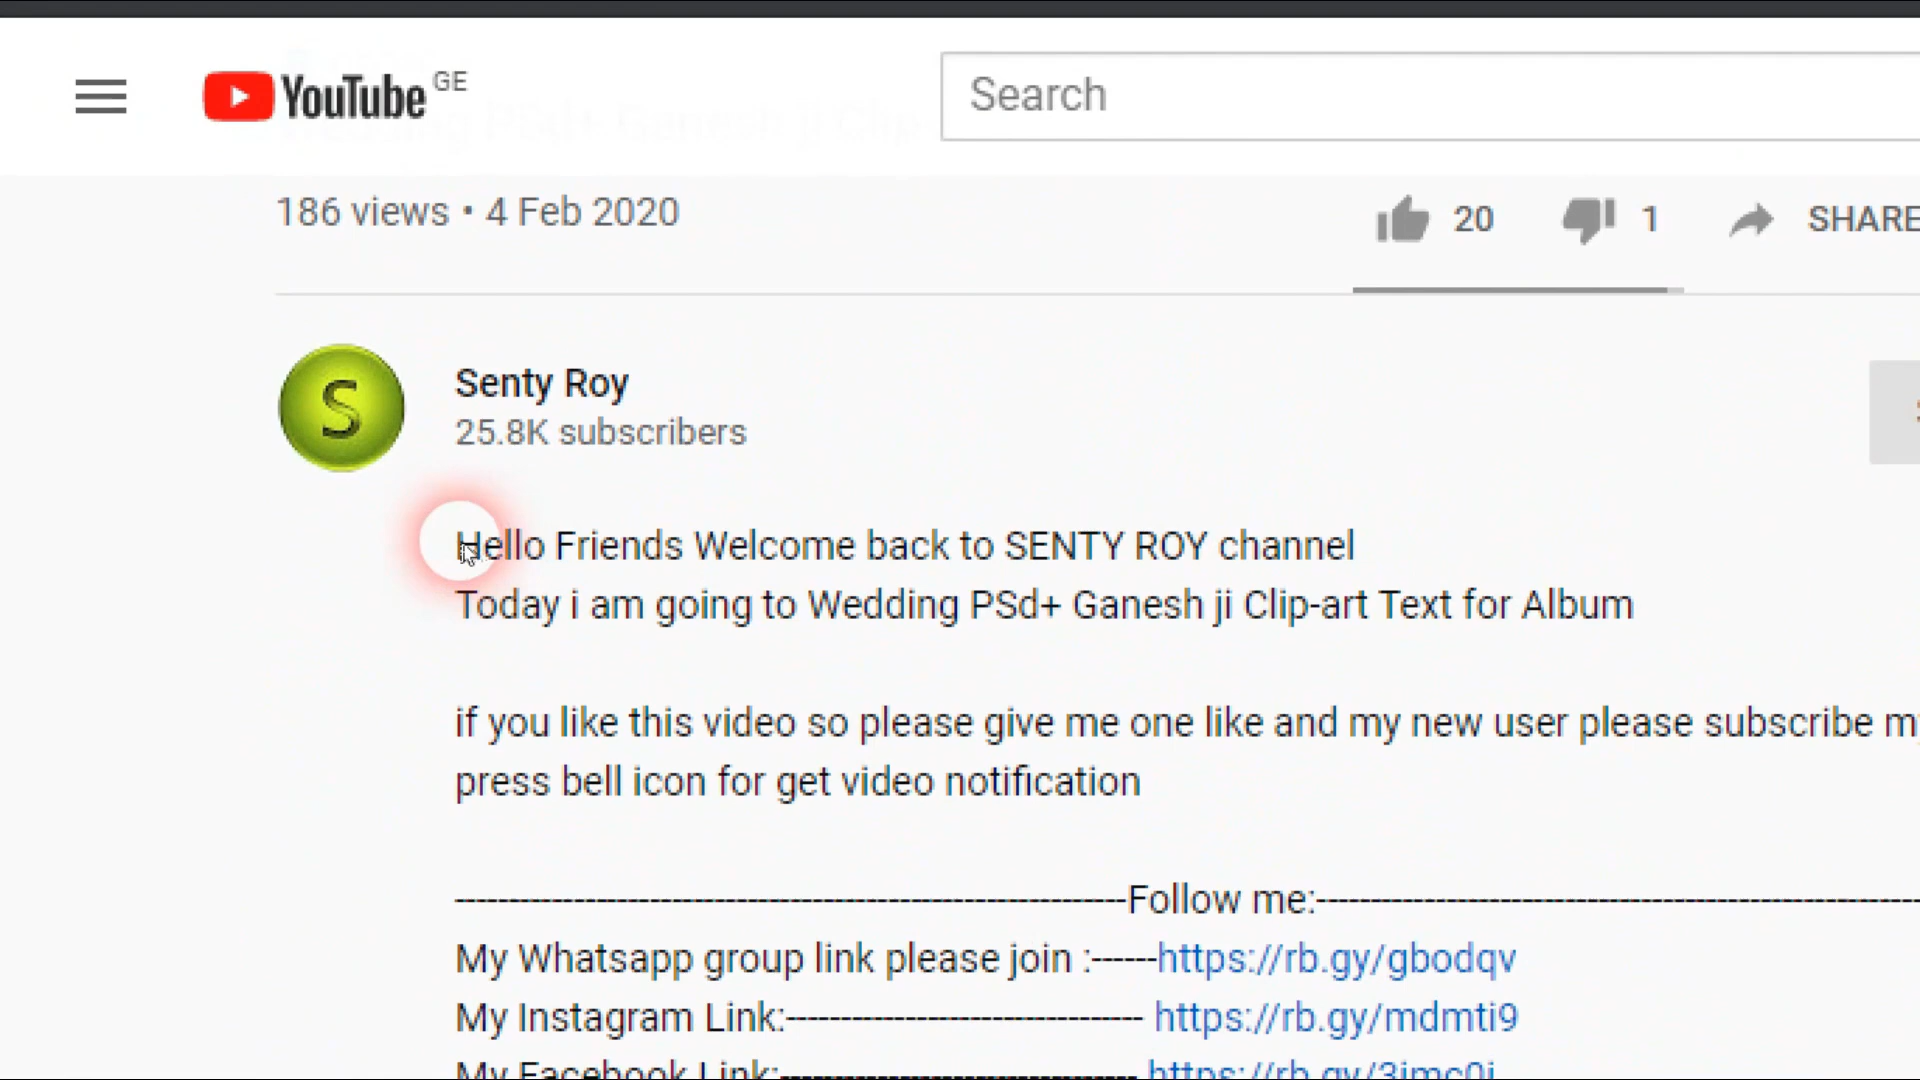 YouTube GE
Search
186 views • 4 Feb 2020
20
1
SHARE
S
Senty Roy
25.8K subscribers
Hello Friends Welcome back to SENTY ROY channel
Today i am going to Wedding PSd+ Ganesh ji Clip-art Text for Album
if you like this video so please give me one like and my new user please subscribe
press bell icon for get video notification
-------------------------------------------------------------Follow me:-------------------------------------------------------
My Whatsapp group link please join :------https://rb.gy/gbodqv
My Instagram Link:--------------------------------- https://rb.gy/mdmti9
My Facebook Link:---------------------------------